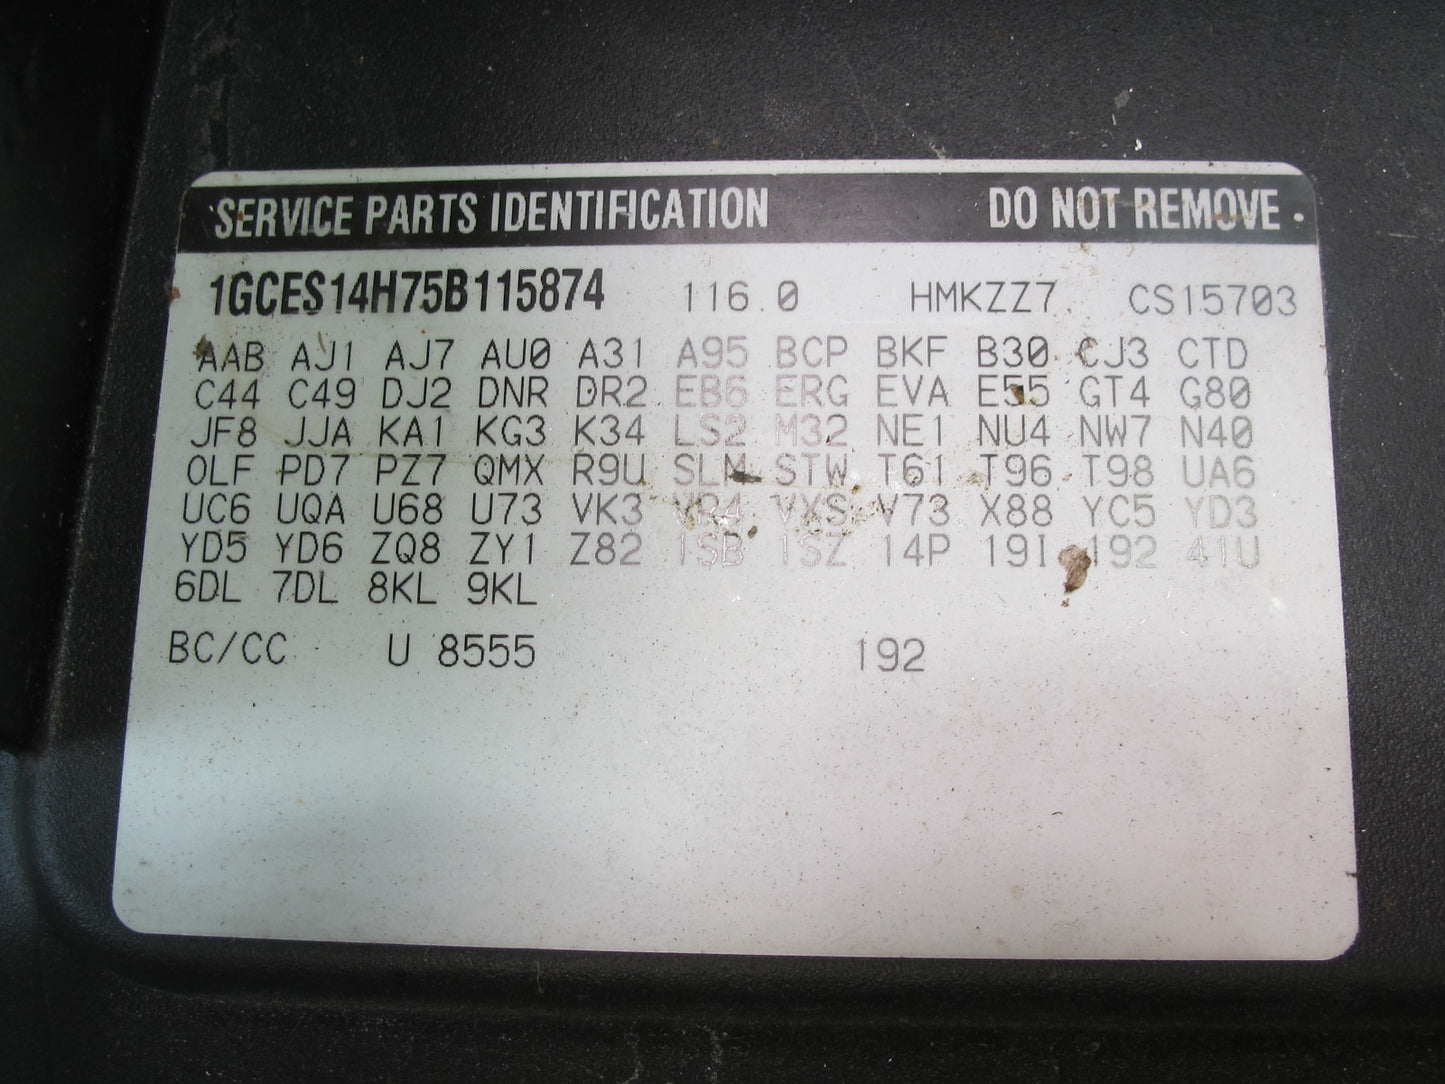 SERVICE PARTS IDENTIFICATION DO NOT REMOVE
1GCES14H75B115874 116.0 HMKZZ7 CS15703
AAB AJ1 AJ7 AU0 A31 A95 BCP BKF B30 CJ3 CTD
C44 C49 DJ2 DNR DR2 EB6 ERG EVA E55 GT4 G80
JF8 JJA KA1 KG3 K34 LS2 M32 NE1 NU4 NW7 N40
OLF PD7 PZ7 QMX R9U SLM STW T61 T96 T98 UA6
UC6 UQA U68 U73 VK3 VR4 VXS V73 X88 YC5 YD3
YD5 YD6 ZQ8 ZY1 Z82 1SB 1SZ 14P 19I 192 41U
6DL 7DL 8KL 9KL
BC/CC U 8555 192